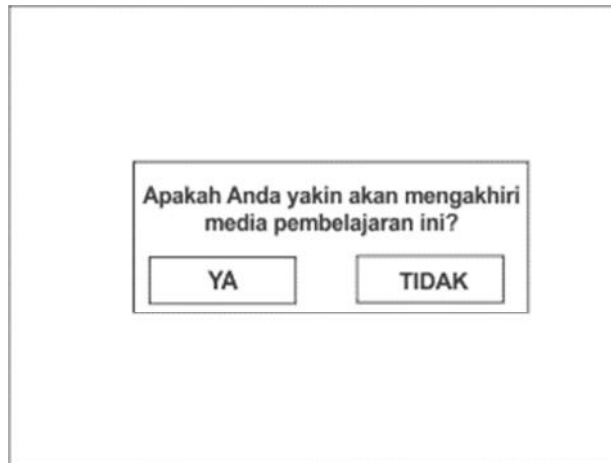 Apakah Anda yakin akan mengakhiri
media pembelajaran ini?
YA
TIDAK